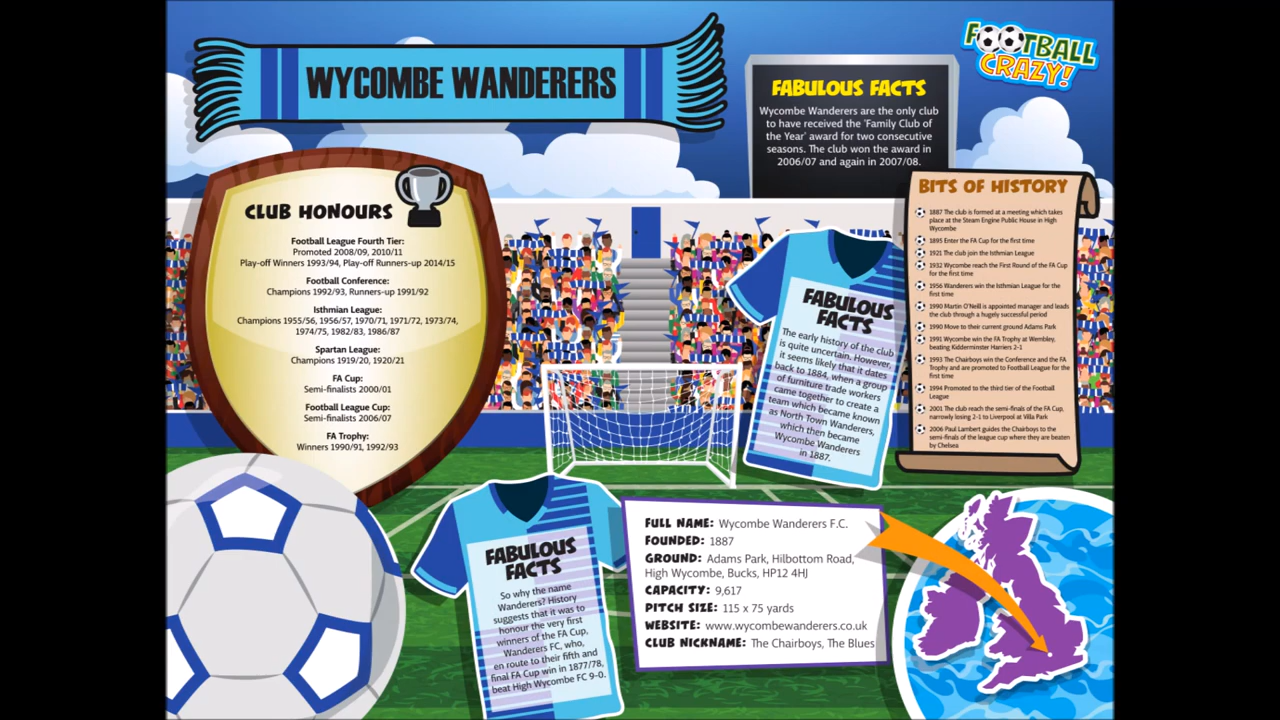 WYCOMBE WANDERERS
FOOTBALL
CRAZY!
FABULOUS FACTS
Wycombe Wanderers are the only club
to have received the 'Family Club of
the Year' award for two consecutive
seasons. The club won the award in
2006/07 and again in 2007/08.
CLUB HONOURS
Football League Fourth Tier:
Promoted 2008/09, 2010/11
Play-off Winners 1993/94, Play-off Runners-up 2014/15
Football Conference:
Champions 1992/93, Runners-up 1991/92
Isthmian League:
Champions 1955/56, 1956/57, 1970/71, 1971/72, 1973/74,
1974/75, 1982/83, 1986/87
Spartan League:
Champions 1919/20, 1920/21
FA Cup:
Semi-finalists 2000/01
Football League Cup:
Semi-finalists 2006/07
FA Trophy:
Winners 1990/91, 1992/93
BITS OF HISTORY
1887 The club is formed at a meeting which takes
place at the Steam Engine Public House in High
Wycombe
1895 Enter the FA Cup for the first time
1921 The club join the Isthmian League
1932 Wycombe reach the First Round of the FA Cup
for the first time
1956 Wanderers win the Isthmian League for the
first time
1990 Martin O'Neill is appointed manager and leads
the club through a hugely successful period
1990 Move to their current ground Adams Park
1991 Wycombe win the FA Trophy at Wembley,
beating Kidderminster Harriers 2-1
1993 The Chairboys win the Conference and the FA
Trophy and are promoted to Football League for the
first time
1994 Promoted to the third tier of the Football
League
2001 The club reach the semi-finals of the FA Cup,
narrowly losing 2-1 to Liverpool at Villa Park
2006 Paul Lambert guides the Chairboys to the
semi-finals of the league cup where they are beaten
by Chelsea
FABULOUS
FACTS
The early history of the club
is quite uncertain. However,
it seems likely that it dates
back to 1884, when a group
of furniture trade workers
came together to create a
team which became known
as North Town Wanderers,
which then became
Wycombe Wanderers
in 1887.
FABULOUS
FACTS
So why the name
Wanderers? History
suggests that it was to
honour the very first
winners of the FA Cup,
Wanderers FC, who,
en route to their fifth and
final FA Cup win in 1877/78,
beat High Wycombe FC 9-0.
FULL NAME: Wycombe Wanderers F.C.
FOUNDED: 1887
GROUND: Adams Park, Hilbottom Road,
High Wycombe, Bucks, HP12 4HJ
CAPACITY: 9,617
PITCH SIZE: 115 x 75 yards
WEBSITE: www.wycombewanderers.co.uk
CLUB NICKNAME: The Chairboys, The Blues